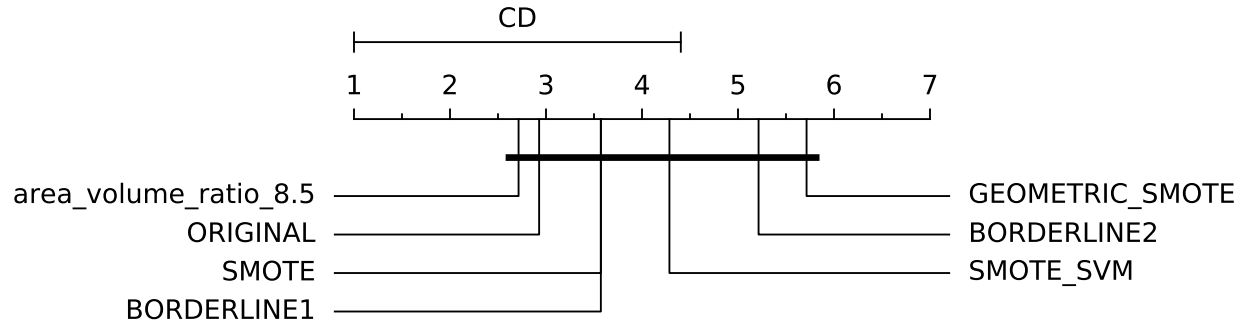 CD
1 2 3 4 5 6 7
area_volume_ratio_8.5 GEOMETRIC_SMOTE
ORIGINAL BORDERLINE2
SMOTE SMOTE_SVM
BORDERLINE1